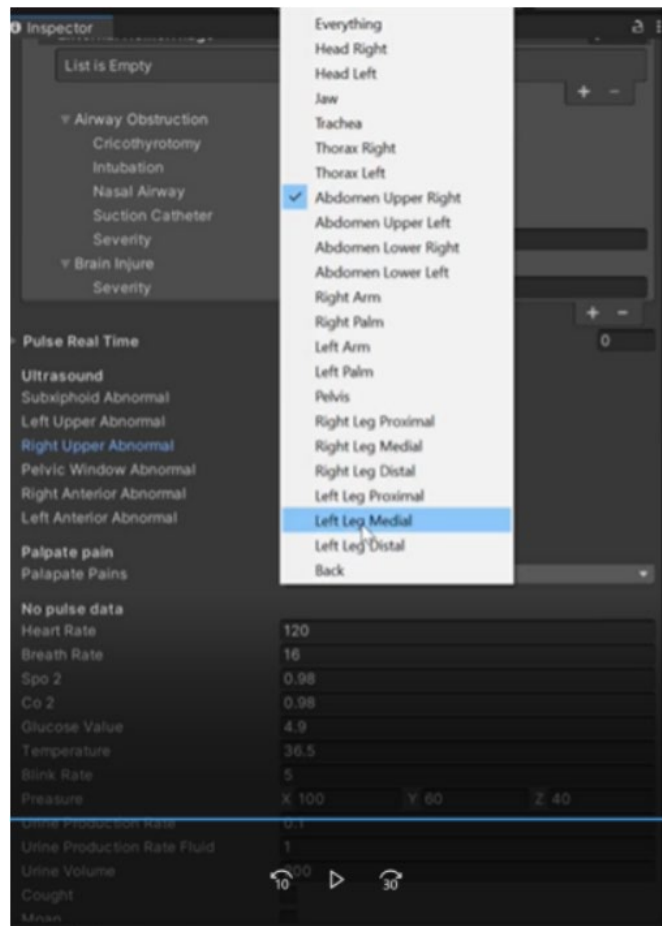 Inspector
List is Empty
+ -
Airway Obstruction
Cricothyrotomy
Intubation
Nasal Airway
Suction Catheter
Severity
Brain Injure
Severity
+ -
Pulse Real Time 0
Ultrasound
Subxiphoid Abnormal
Left Upper Abnormal
Right Upper Abnormal
Pelvic Window Abnormal
Right Anterior Abnormal
Left Anterior Abnormal
Palpate pain
Palapate Pains
Everything
Head Right
Head Left
Jaw
Trachea
Thorax Right
Thorax Left
Abdomen Upper Right
Abdomen Upper Left
Abdomen Lower Right
Abdomen Lower Left
Right Arm
Right Palm
Left Arm
Left Palm
Pelvis
Right Leg Proximal
Right Leg Medial
Right Leg Distal
Left Leg Proximal
Left Leg Medial
Left Leg Distal
Back
No pulse data
Heart Rate 120
Breath Rate 16
Spo 2 0.98
Co 2 0.98
Glucose Value 4.9
Temperature 36.5
Blink Rate 5
Preasure X 100 Y 60 Z 40
Urine Production Rate 0.1
Urine Production Rate Fluid 1
Urine Volume
10 30
Cought
Moan